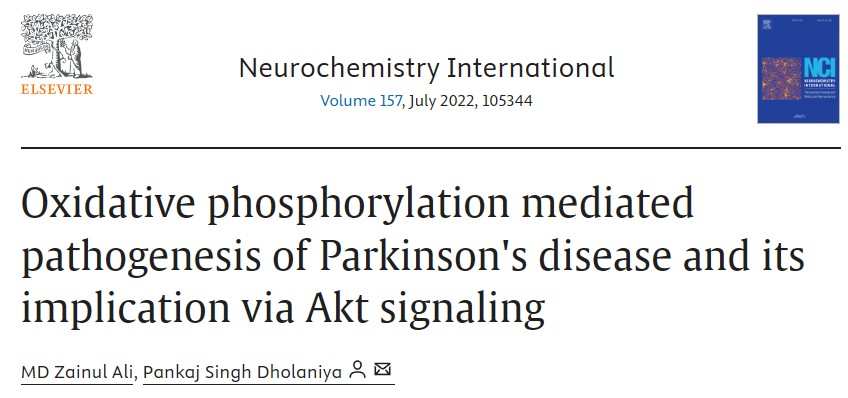 ELSEVIER
Neurochemistry International
Volume 157, July 2022, 105344
NCI
NEUROCHEMISTRY
INTERNATIONAL
Oxidative phosphorylation mediated
pathogenesis of Parkinson's disease and its
implication via Akt signaling
MD Zainul Ali, Pankaj Singh Dholaniya